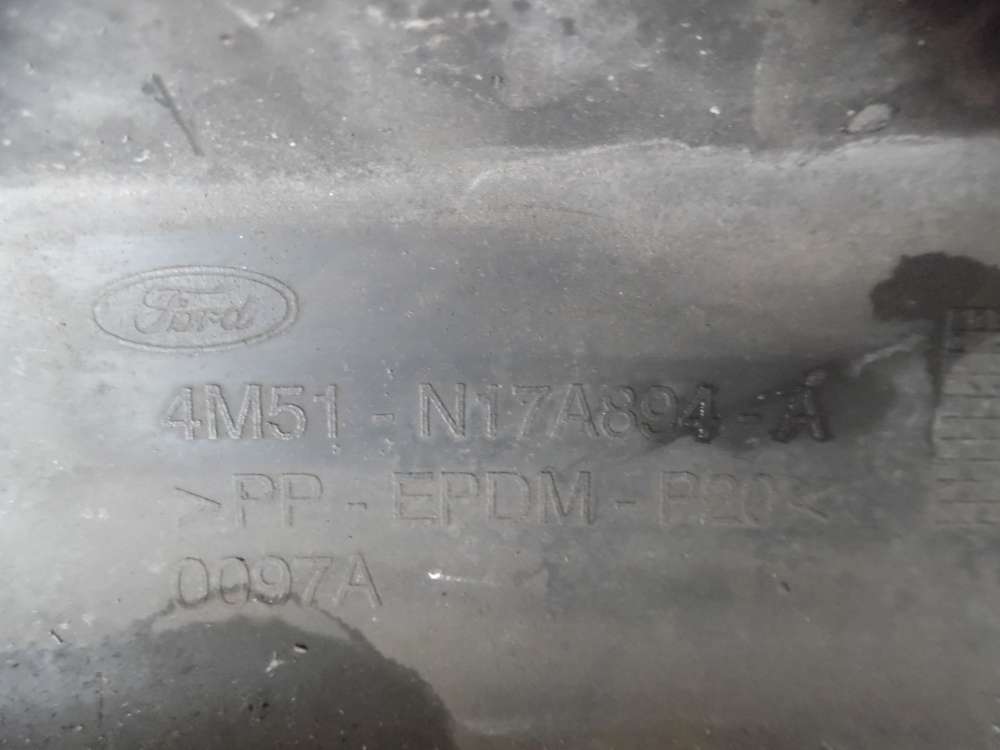 Ford
4M51 - N17A894 - A
>PP - EPDM - P20<
0097A